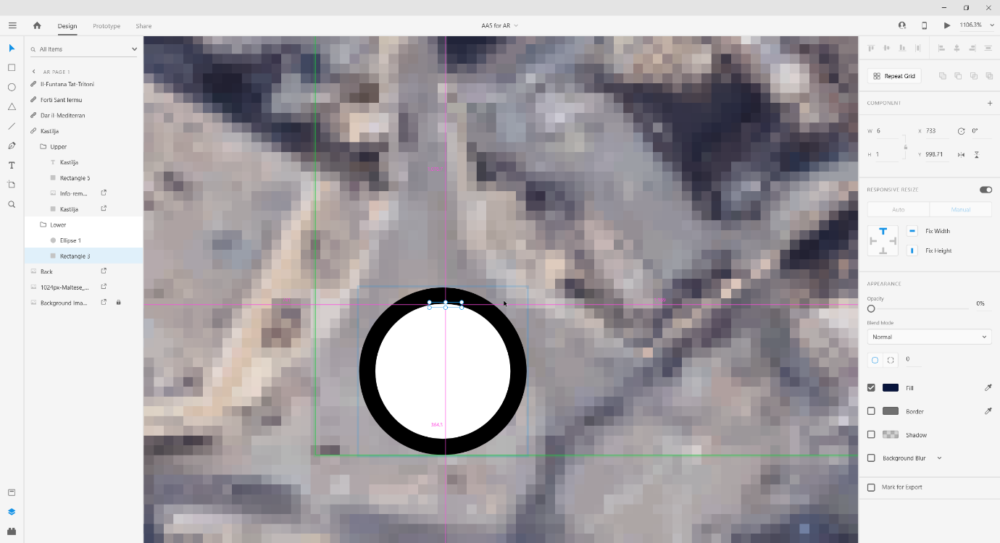 Design
Prototype
Share
AA5 for AR
1106.3%
All Items
AR PAGE 1
Il-Funtana Tat-Tritoni
Forti Sant Iermu
Dar il-Mediterran
Kastilja
Upper
Kastilja
Rectangle 5
Info-rem...
Kastilja
Lower
Ellipse 1
Rectangle 3
Back
1024px-Maltese_...
Background Ima...
364.5
Repeat Grid
COMPONENT
W 6
X 733
0°
H 1
Y 998.71
RESPONSIVE RESIZE
Auto
Manual
Fix Width
Fix Height
APPEARANCE
Opacity
0%
Blend Mode
Normal
0
Fill
Border
Shadow
Background Blur
Mark for Export